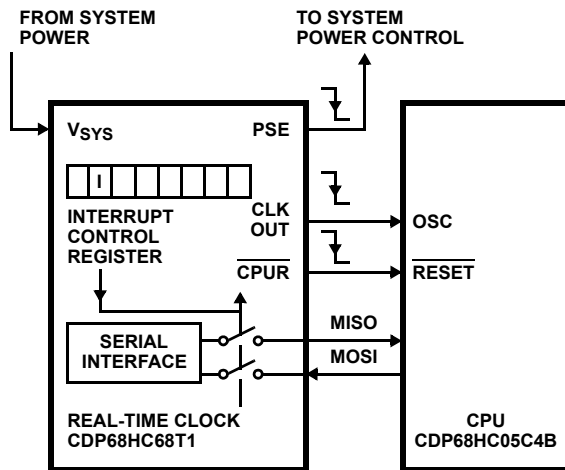 FROM SYSTEM
POWER
TO SYSTEM
POWER CONTROL
VSYS
PSE
I
INTERRUPT
CONTROL
REGISTER
CLK
OUT
CPUR
OSC
RESET
SERIAL
INTERFACE
MISO
MOSI
REAL-TIME CLOCK
CDP68HC68T1
CPU
CDP68HC05C4B